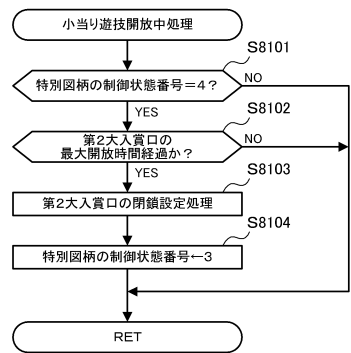 小当り遊技開放中処理
S8101
特別図柄の制御状態番号=4?
NO
YES
S8102
第2大入賞口の
最大開放時間経過か?
NO
YES
S8103
第2大入賞口の閉鎖設定処理
S8104
特別図柄の制御状態番号←3
RET